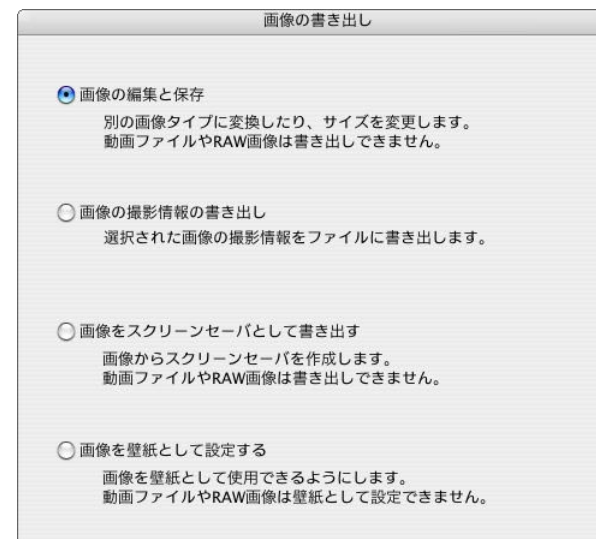 画像の書き出し
画像の編集と保存
別の画像タイプに変換したり、サイズを変更します。
動画ファイルやRAW画像は書き出しできません。
画像の撮影情報の書き出し
選択された画像の撮影情報をファイルに書き出します。
画像をスクリーンセーバとして書き出す
画像からスクリーンセーバを作成します。
動画ファイルやRAW画像は書き出しできません。
画像を壁紙として設定する
画像を壁紙として使用できるようにします。
動画ファイルやRAW画像は壁紙として設定できません。